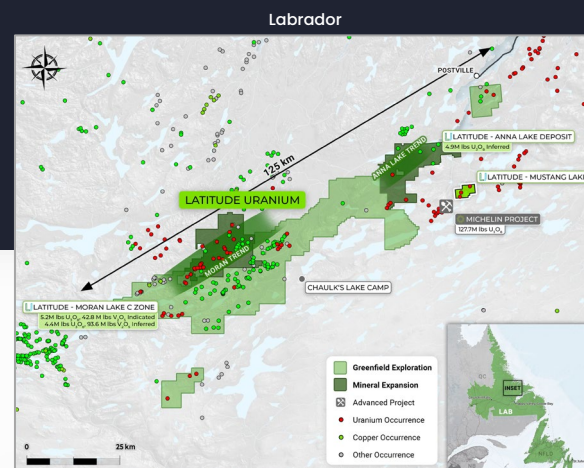 Labrador
POSTVILLE
LATITUDE - ANNA LAKE DEPOSIT
4.9M lbs U₃O₈ Inferred
ANNA LAKE TREND
125 km
LATITUDE - MUSTANG LAKE
LATITUDE URANIUM
MICHELIN PROJECT
127.7M lbs U₃O₈
MORAN TREND
CHAULK'S LAKE CAMP
LATITUDE - MORAN LAKE C ZONE
5.2M lbs U₃O₈, 42.8 M lbs V₂O₅ Indicated
4.4M lbs U₃O₈, 93.6 M lbs V₂O₅ Inferred
Greenfield Exploration
Mineral Expansion
Advanced Project
Uranium Occurrence
Copper Occurrence
Other Occurrence
0 25 km
QC
INSET
LAB
NFLD